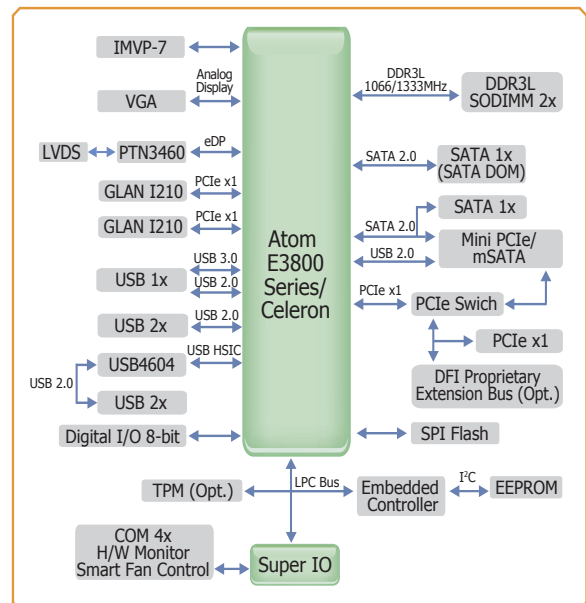 IMVP-7
Analog
Display
VGA
LVDS
PTN3460
eDP
GLAN I210
PCIe x1
GLAN I210
PCIe x1
USB 3.0
USB 1x
USB 2.0
USB 2x
USB 2.0
USB4604
USB HSIC
USB 2.0
USB 2x
Digital I/O 8-bit
Atom
E3800
Series/
Celeron
DDR3L
1066/1333MHz
DDR3L
SODIMM 2x
SATA 2.0
SATA 1x
(SATA DOM)
SATA 1x
SATA 2.0
USB 2.0
Mini PCIe/
mSATA
PCIe x1
PCIe Swich
PCIe x1
DFI Proprietary
Extension Bus (Opt.)
SPI Flash
TPM (Opt.)
LPC Bus
Embedded
Controller
I²C
EEPROM
COM 4x
H/W Monitor
Smart Fan Control
Super IO